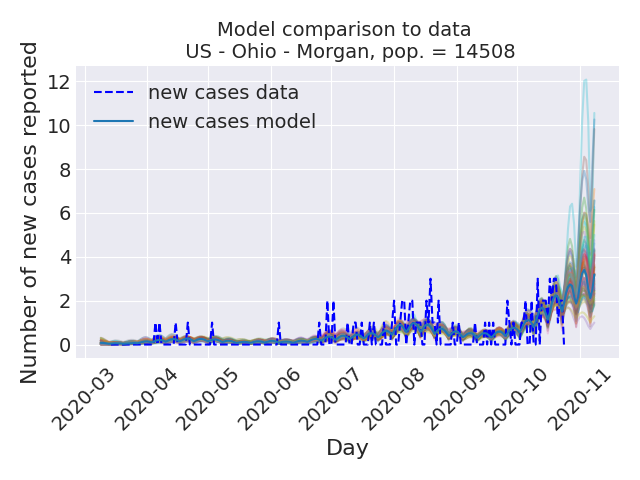 Model comparison to data
US - Ohio - Morgan, pop. = 14508
Number of new cases reported
12
10
8
6
4
2
0
new cases data
new cases model
2020-03
2020-04
2020-05
2020-06
2020-07
2020-08
2020-09
2020-10
2020-11
Day